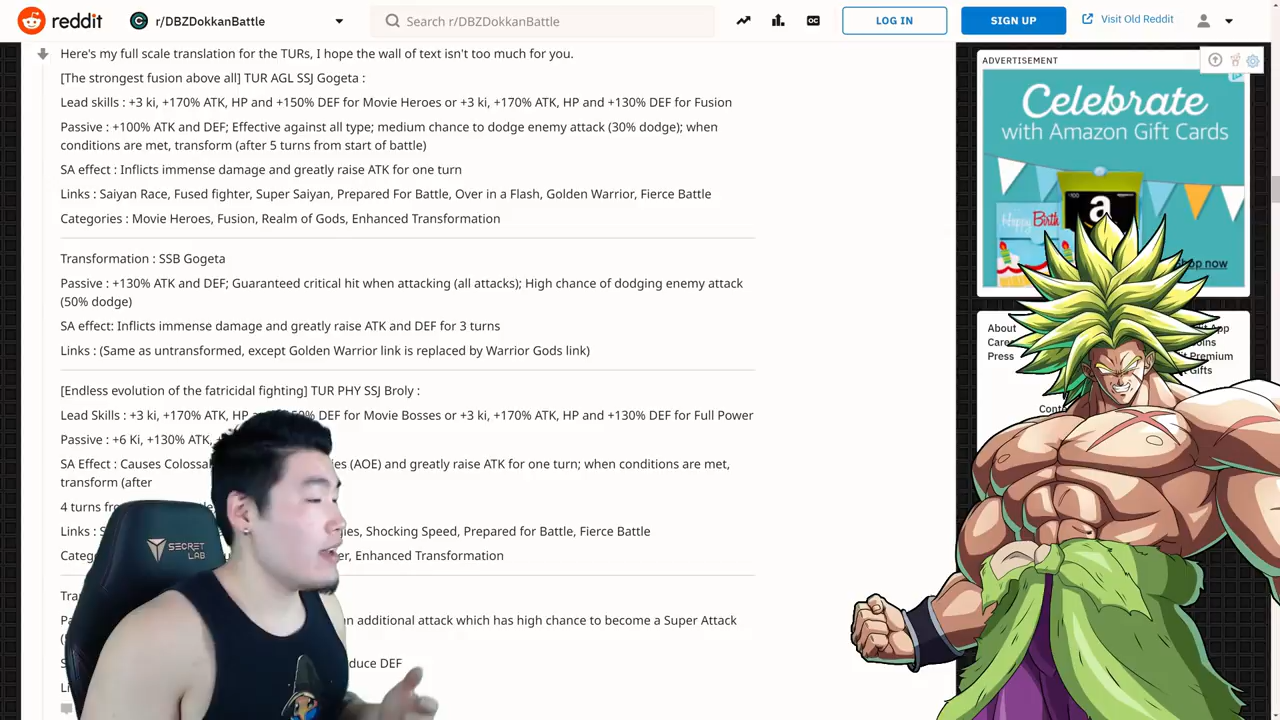 reddit
r/DBZDokkanBattle
Search r/DBZDokkanBattle
LOG IN
SIGN UP
Visit Old Reddit
Here's my full scale translation for the TURs, I hope the wall of text isn't too much for you.
[The strongest fusion above all] TUR AGL SSJ Gogeta :
Lead skills : +3 ki, +170% ATK, HP and +150% DEF for Movie Heroes or +3 ki, +170% ATK, HP and +130% DEF for Fusion
Passive : +100% ATK and DEF; Effective against all type; medium chance to dodge enemy attack (30% dodge); when
conditions are met, transform (after 5 turns from start of battle)
SA effect : Inflicts immense damage and greatly raise ATK for one turn
Links : Saiyan Race, Fused fighter, Super Saiyan, Prepared For Battle, Over in a Flash, Golden Warrior, Fierce Battle
Categories : Movie Heroes, Fusion, Realm of Gods, Enhanced Transformation
Transformation : SSB Gogeta
Passive : +130% ATK and DEF; Guaranteed critical hit when attacking (all attacks); High chance of dodging enemy attack
(50% dodge)
SA effect: Inflicts immense damage and greatly raise ATK and DEF for 3 turns
Links : (Same as untransformed, except Golden Warrior link is replaced by Warrior Gods link)
[Endless evolution of the fatricidal fighting] TUR PHY SSJ Broly :
Lead Skills : +3 ki, +170% ATK, HP DEF for Movie Bosses or +3 ki, +170% ATK, HP and +130% DEF for Full Power
Passive : +6 Ki, +130% ATK,
SA Effect : Causes (AOE) and greatly raise ATK for one turn; when conditions are met,
transform (after
4 turns
Links : Shocking Speed, Prepared for Battle, Fierce Battle
Enhanced Transformation
additional attack which has high chance to become a Super Attack
DEF
SECRET
LAB
ADVERTISEMENT
Celebrate
with Amazon Gift Cards
a
Happy Birth
now
About
Press
App
Premium
Gifts